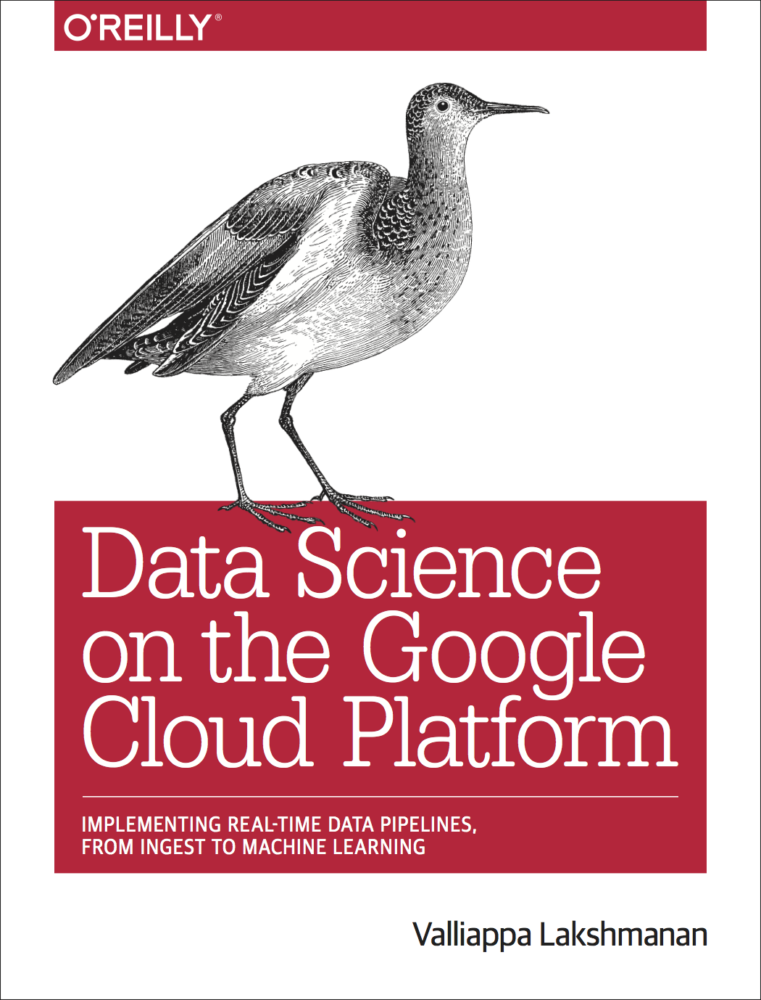 O'REILLY®
Data Science
on the Google
Cloud Platform
IMPLEMENTING REAL-TIME DATA PIPELINES,
FROM INGEST TO MACHINE LEARNING
Valliappa Lakshmanan